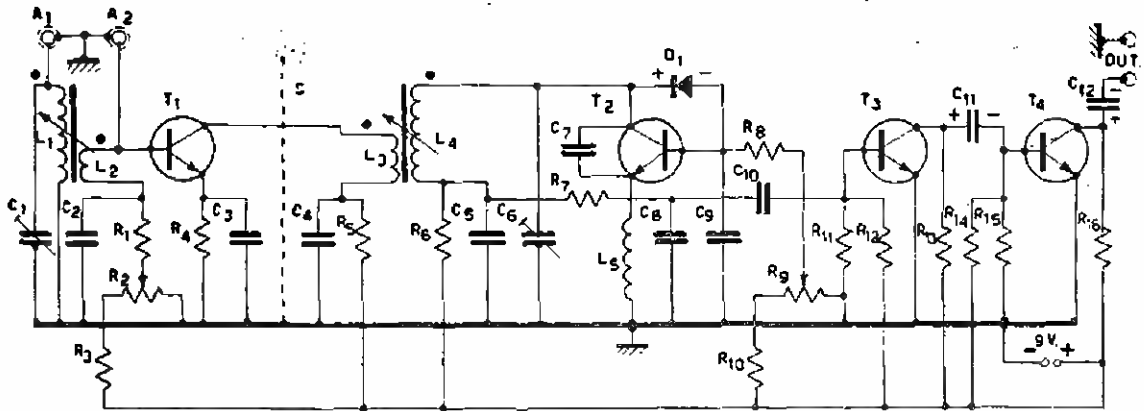 A1 A2
S
D1
+ -
OUT.
C12
-
+
T1
T2
T3
C11
+ -
T4
L1
L2
L3
L4
C7
R8
C10
R7
C1
C2
R1
R4
C3
C4
R5
R6
C5
C6
L5
C8
C9
R11
R12
R13
R14
R15
R16
R2
R9
R3
R10
- 9V. +